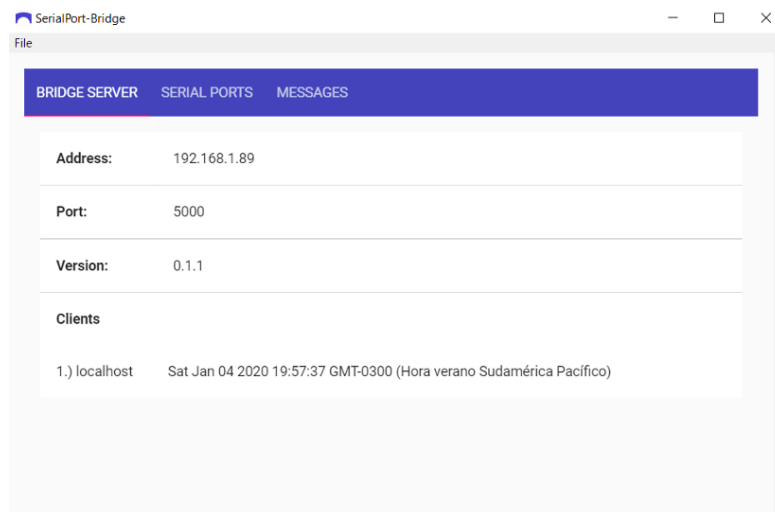 SerialPort-Bridge
File
BRIDGE SERVER SERIAL PORTS MESSAGES
Address: 192.168.1.89
Port: 5000
Version: 0.1.1
Clients
1.) localhost Sat Jan 04 2020 19:57:37 GMT-0300 (Hora verano Sudamérica Pacífico)